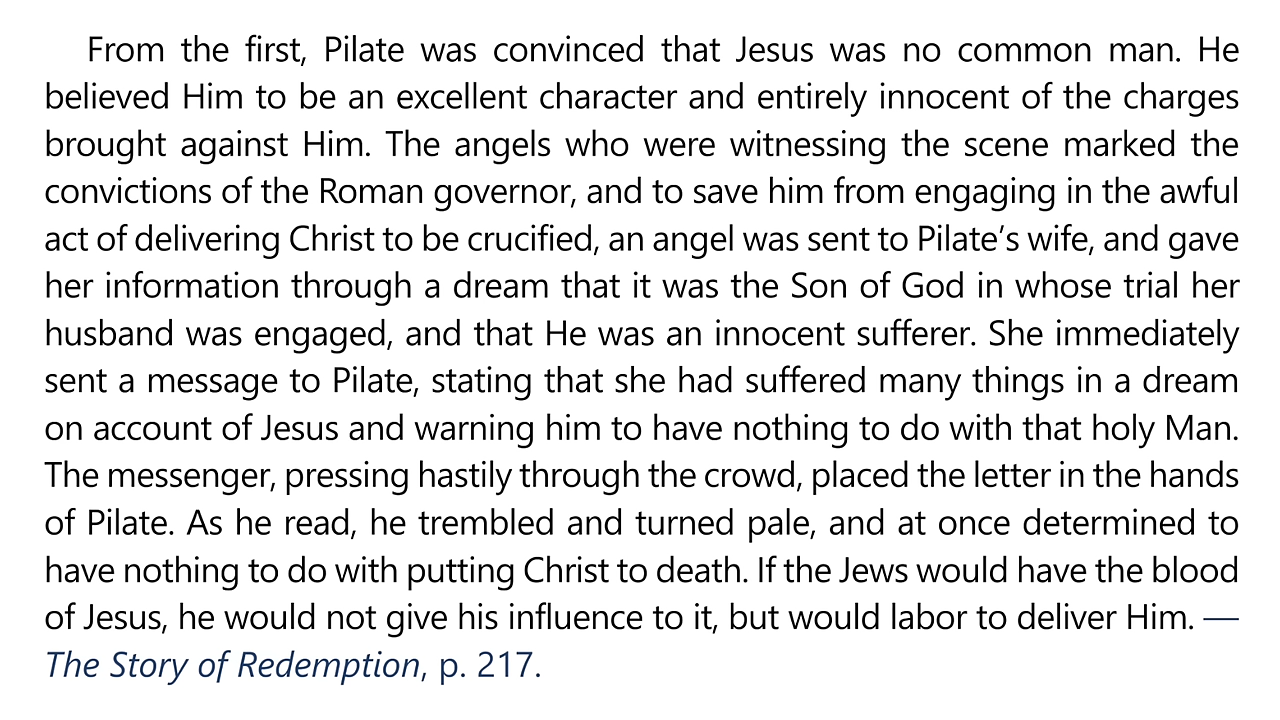 From the first, Pilate was convinced that Jesus was no common man. He
believed Him to be an excellent character and entirely innocent of the charges
brought against Him. The angels who were witnessing the scene marked the
convictions of the Roman governor, and to save him from engaging in the awful
act of delivering Christ to be crucified, an angel was sent to Pilate’s wife, and gave
her information through a dream that it was the Son of God in whose trial her
husband was engaged, and that He was an innocent sufferer. She immediately
sent a message to Pilate, stating that she had suffered many things in a dream
on account of Jesus and warning him to have nothing to do with that holy Man.
The messenger, pressing hastily through the crowd, placed the letter in the hands
of Pilate. As he read, he trembled and turned pale, and at once determined to
have nothing to do with putting Christ to death. If the Jews would have the blood
of Jesus, he would not give his influence to it, but would labor to deliver Him. —
The Story of Redemption, p. 217.